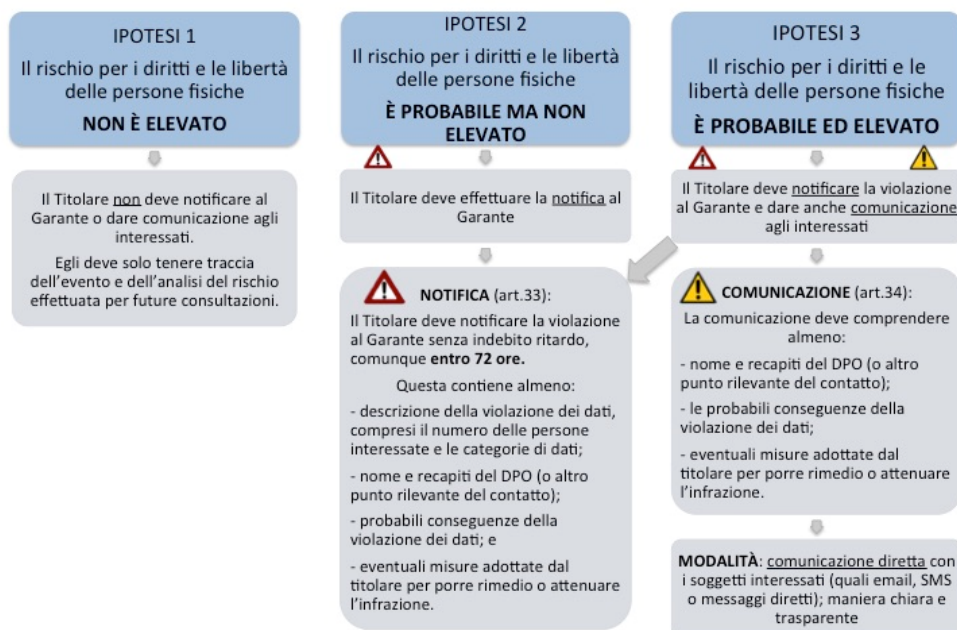 IPOTESI 1
Il rischio per i diritti e le libertà
delle persone fisiche
NON È ELEVATO
Il Titolare non deve notificare al
Garante o dare comunicazione agli
interessati.
Egli deve solo tenere traccia
dell'evento e dell'analisi del rischio
effettuata per future consultazioni.
IPOTESI 2
Il rischio per i diritti e le libertà
delle persone fisiche
È PROBABILE MA NON
ELEVATO
Il Titolare deve effettuare la notifica al
Garante
NOTIFICA (art.33):
Il Titolare deve notificare la violazione
al Garante senza indebito ritardo,
comunque entro 72 ore.
Questa contiene almeno:
- descrizione della violazione dei dati,
compresi il numero delle persone
interessate e le categorie di dati;
- nome e recapiti del DPO (o altro
punto rilevante del contatto);
- probabili conseguenze della
violazione dei dati; e
- eventuali misure adottate dal
titolare per porre rimedio o attenuare
l'infrazione.
IPOTESI 3
Il rischio per i diritti e le
libertà delle persone fisiche
È PROBABILE ED ELEVATO
Il Titolare deve notificare la violazione
al Garante e dare anche comunicazione
agli interessati
COMUNICAZIONE (art.34):
La comunicazione deve comprendere
almeno:
- nome e recapiti del DPO (o altro
punto rilevante del contatto);
- le probabili conseguenze della
violazione dei dati;
- eventuali misure adottate dal
titolare per porre rimedio o attenuare
l'infrazione.
MODALITÀ: comunicazione diretta con
i soggetti interessati (quali email, SMS
o messaggi diretti); maniera chiara e
trasparente